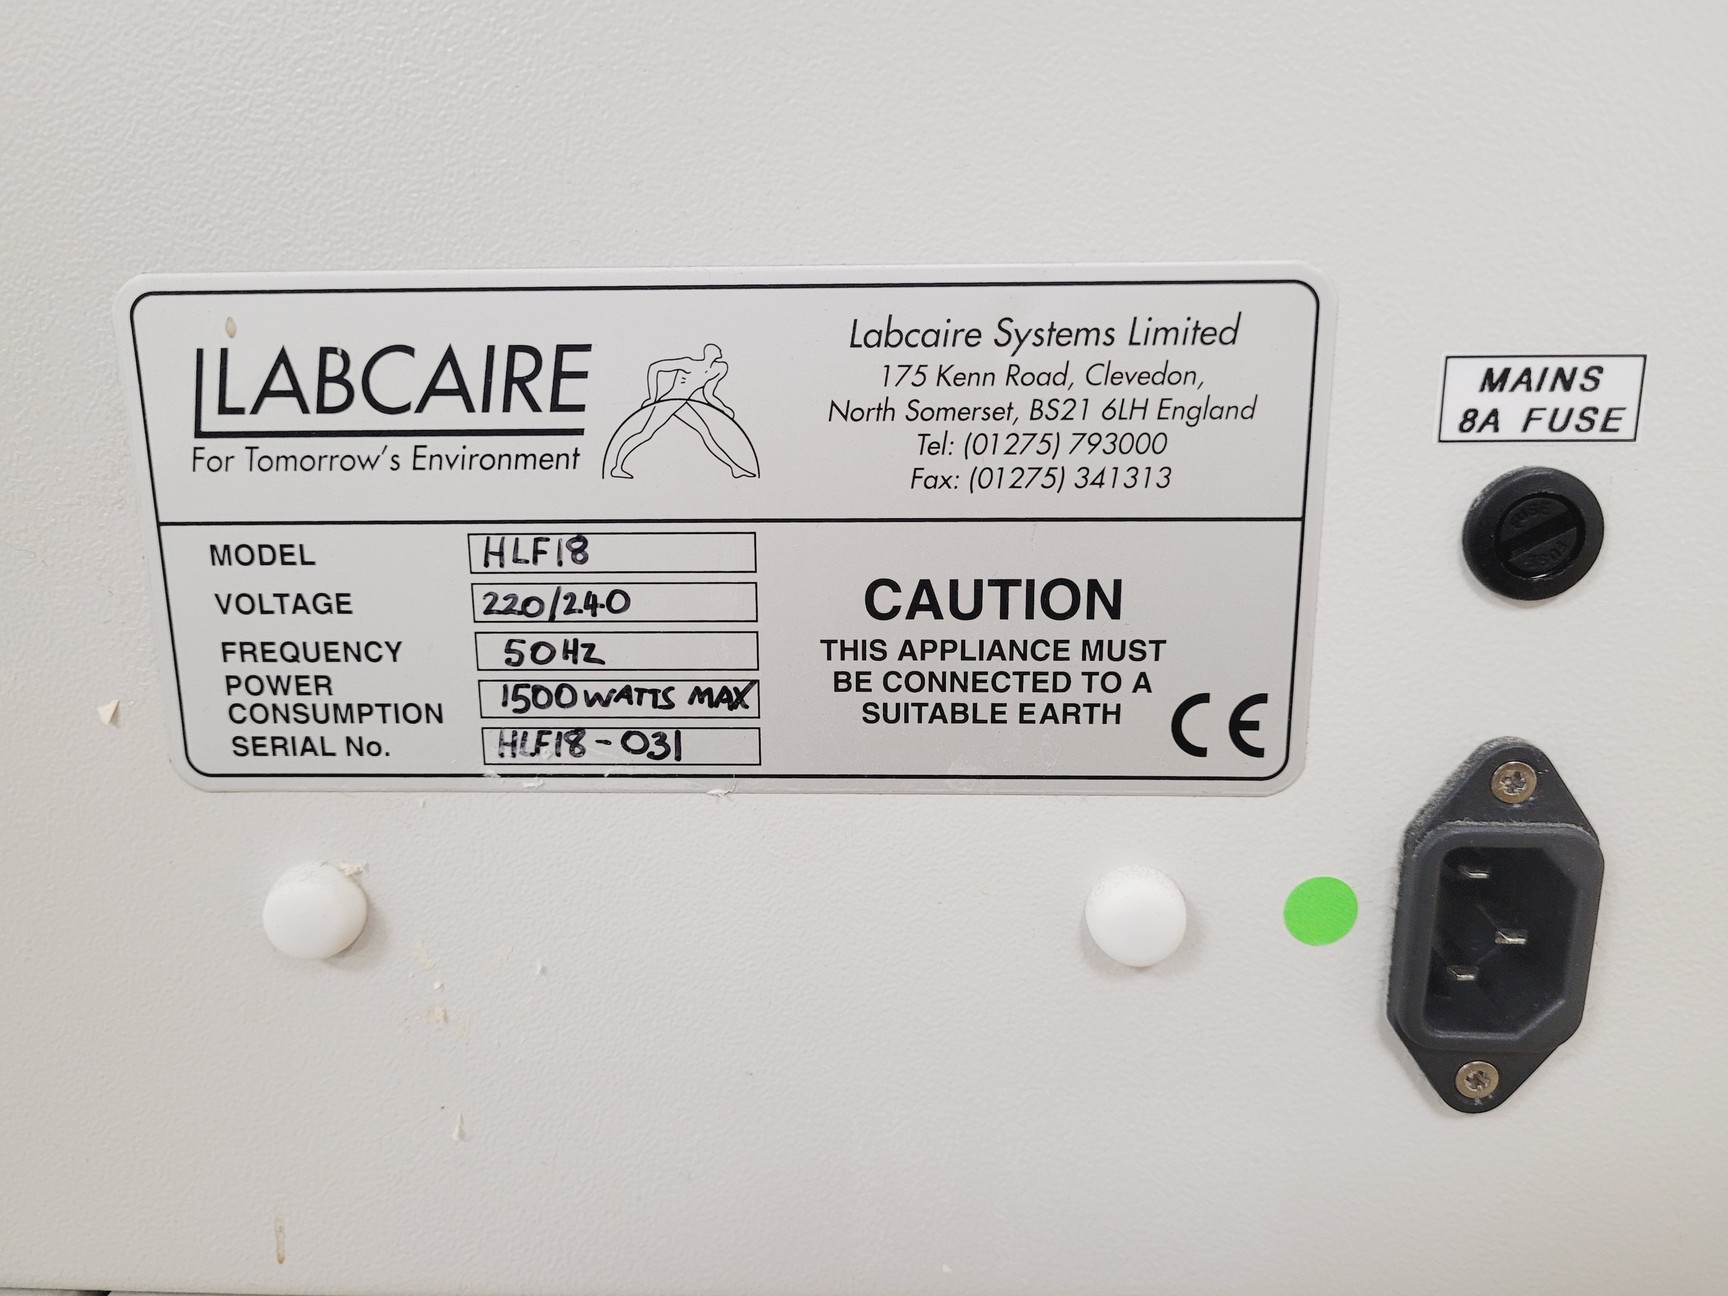 LABCAIRE
For Tomorrow's Environment
Labcaire Systems Limited
175 Kenn Road, Clevedon,
North Somerset, BS21 6LH England
Tel: (01275) 793000
Fax: (01275) 341313
MODEL HLF18
VOLTAGE 220/240
FREQUENCY 50Hz
POWER
CONSUMPTION 1500 WATTS MAX
SERIAL No. HLF18-031
CAUTION
THIS APPLIANCE MUST
BE CONNECTED TO A
SUITABLE EARTH
CE
MAINS
8A FUSE
FUSE
FUSE